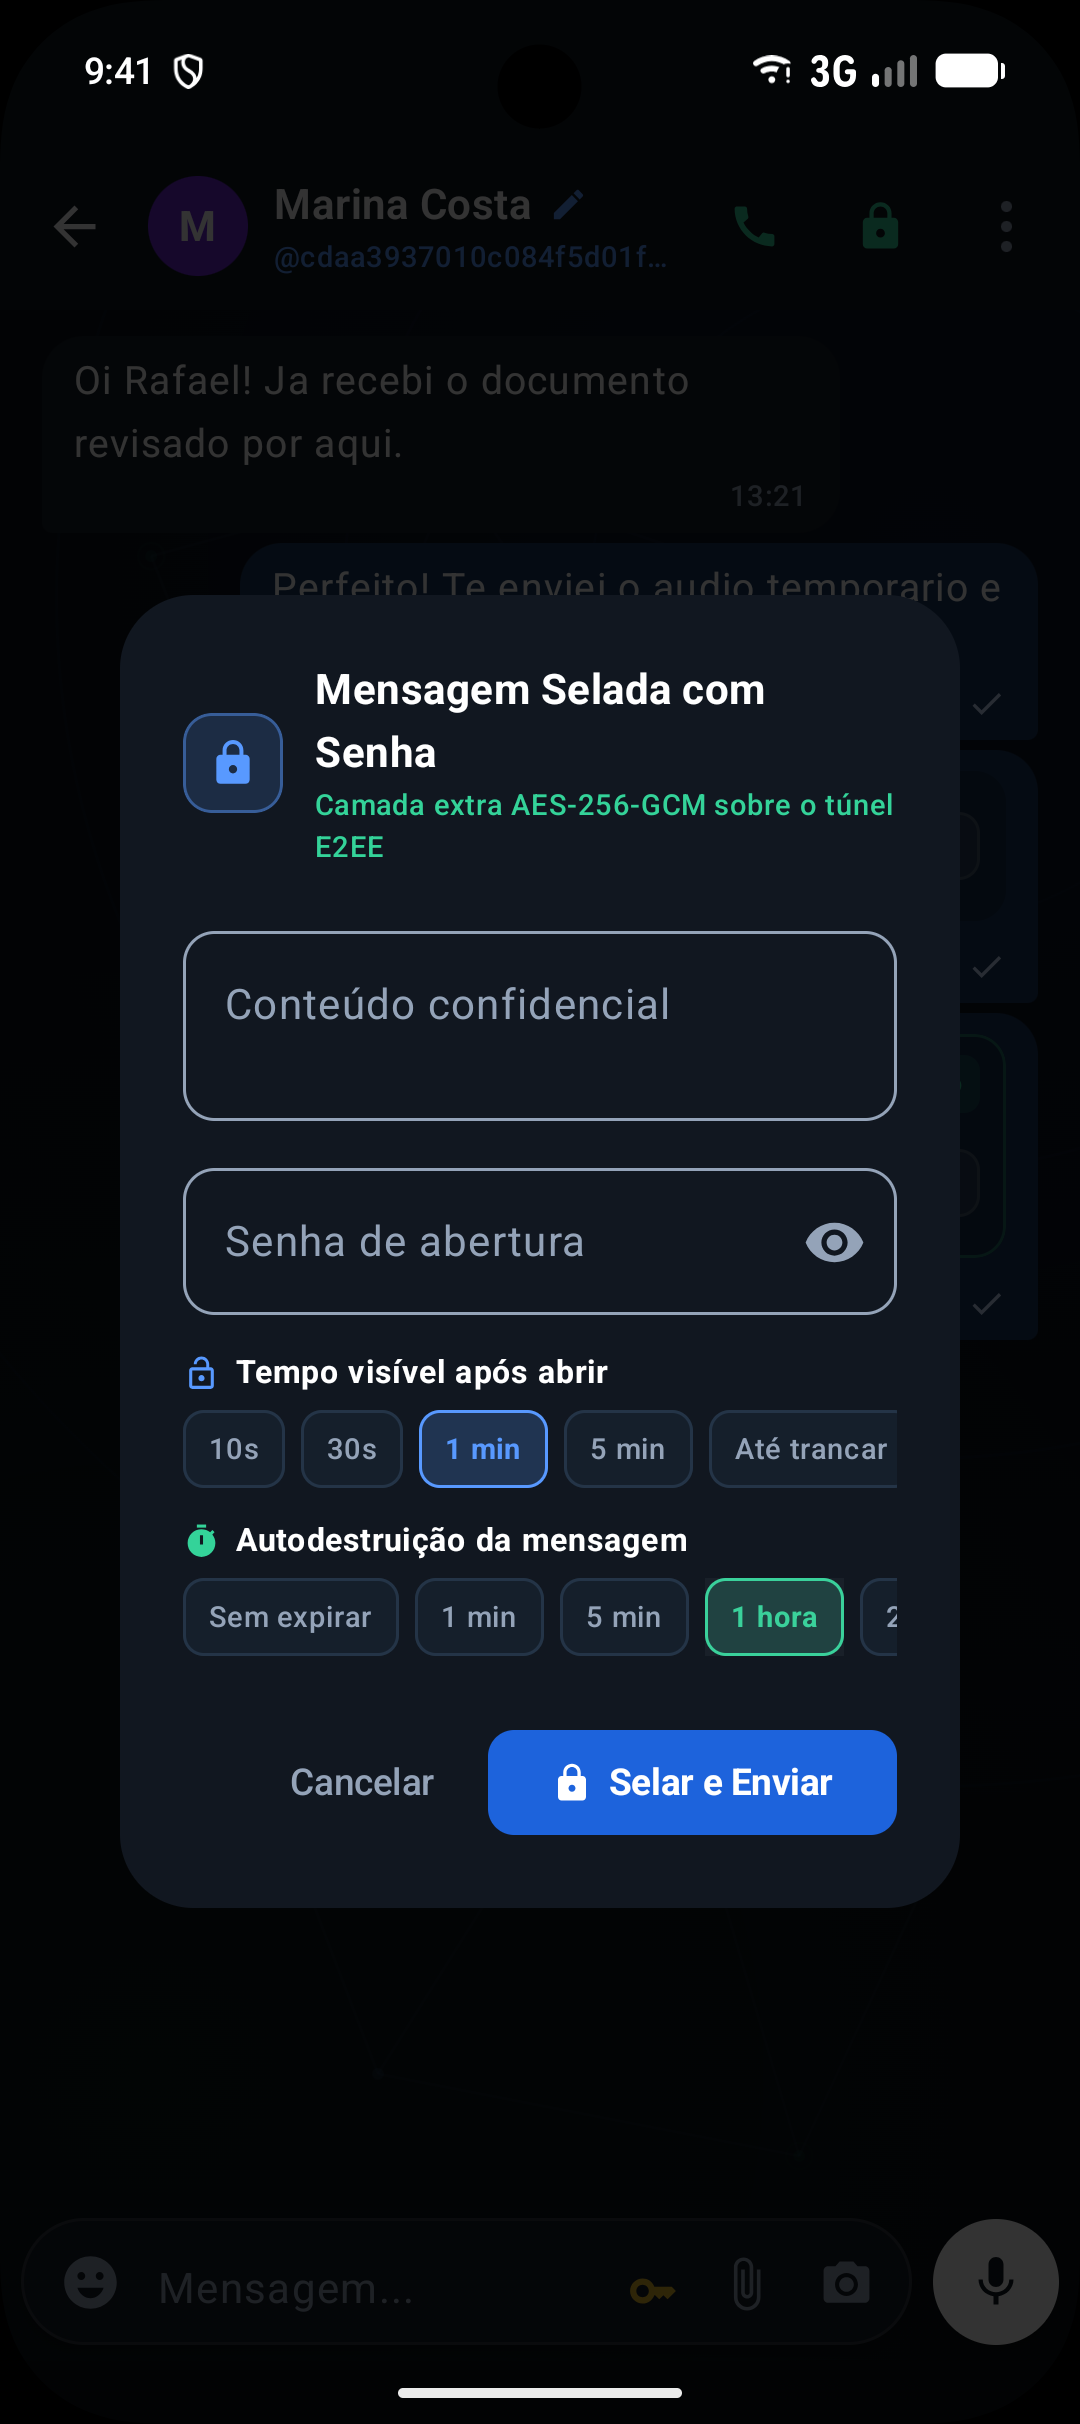 9:41
3G
M
Marina Costa
@cdaa3937010c084f5d01f…
Oi Rafael! Ja recebi o documento
revisado por aqui.
13:21
Perfeito! Te enviei o audio temporario e
Mensagem Selada com
Senha
Camada extra AES-256-GCM sobre o túnel
E2EE
Conteúdo confidencial
Senha de abertura
Tempo visível após abrir
10s 30s 1 min 5 min Até trancar
Autodestruição da mensagem
Sem expirar 1 min 5 min 1 hora 2
Cancelar Selar e Enviar
Mensagem...